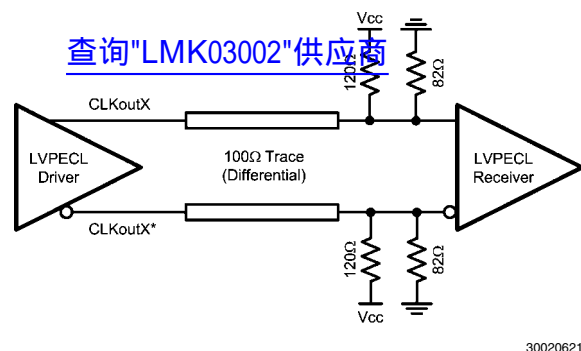 Vcc
查询"LMK03002"供应商
120Ω
82Ω
CLKoutX
LVPECL
Driver
100Ω Trace
(Differential)
LVPECL
Receiver
CLKoutX*
120Ω
82Ω
Vcc
30020621